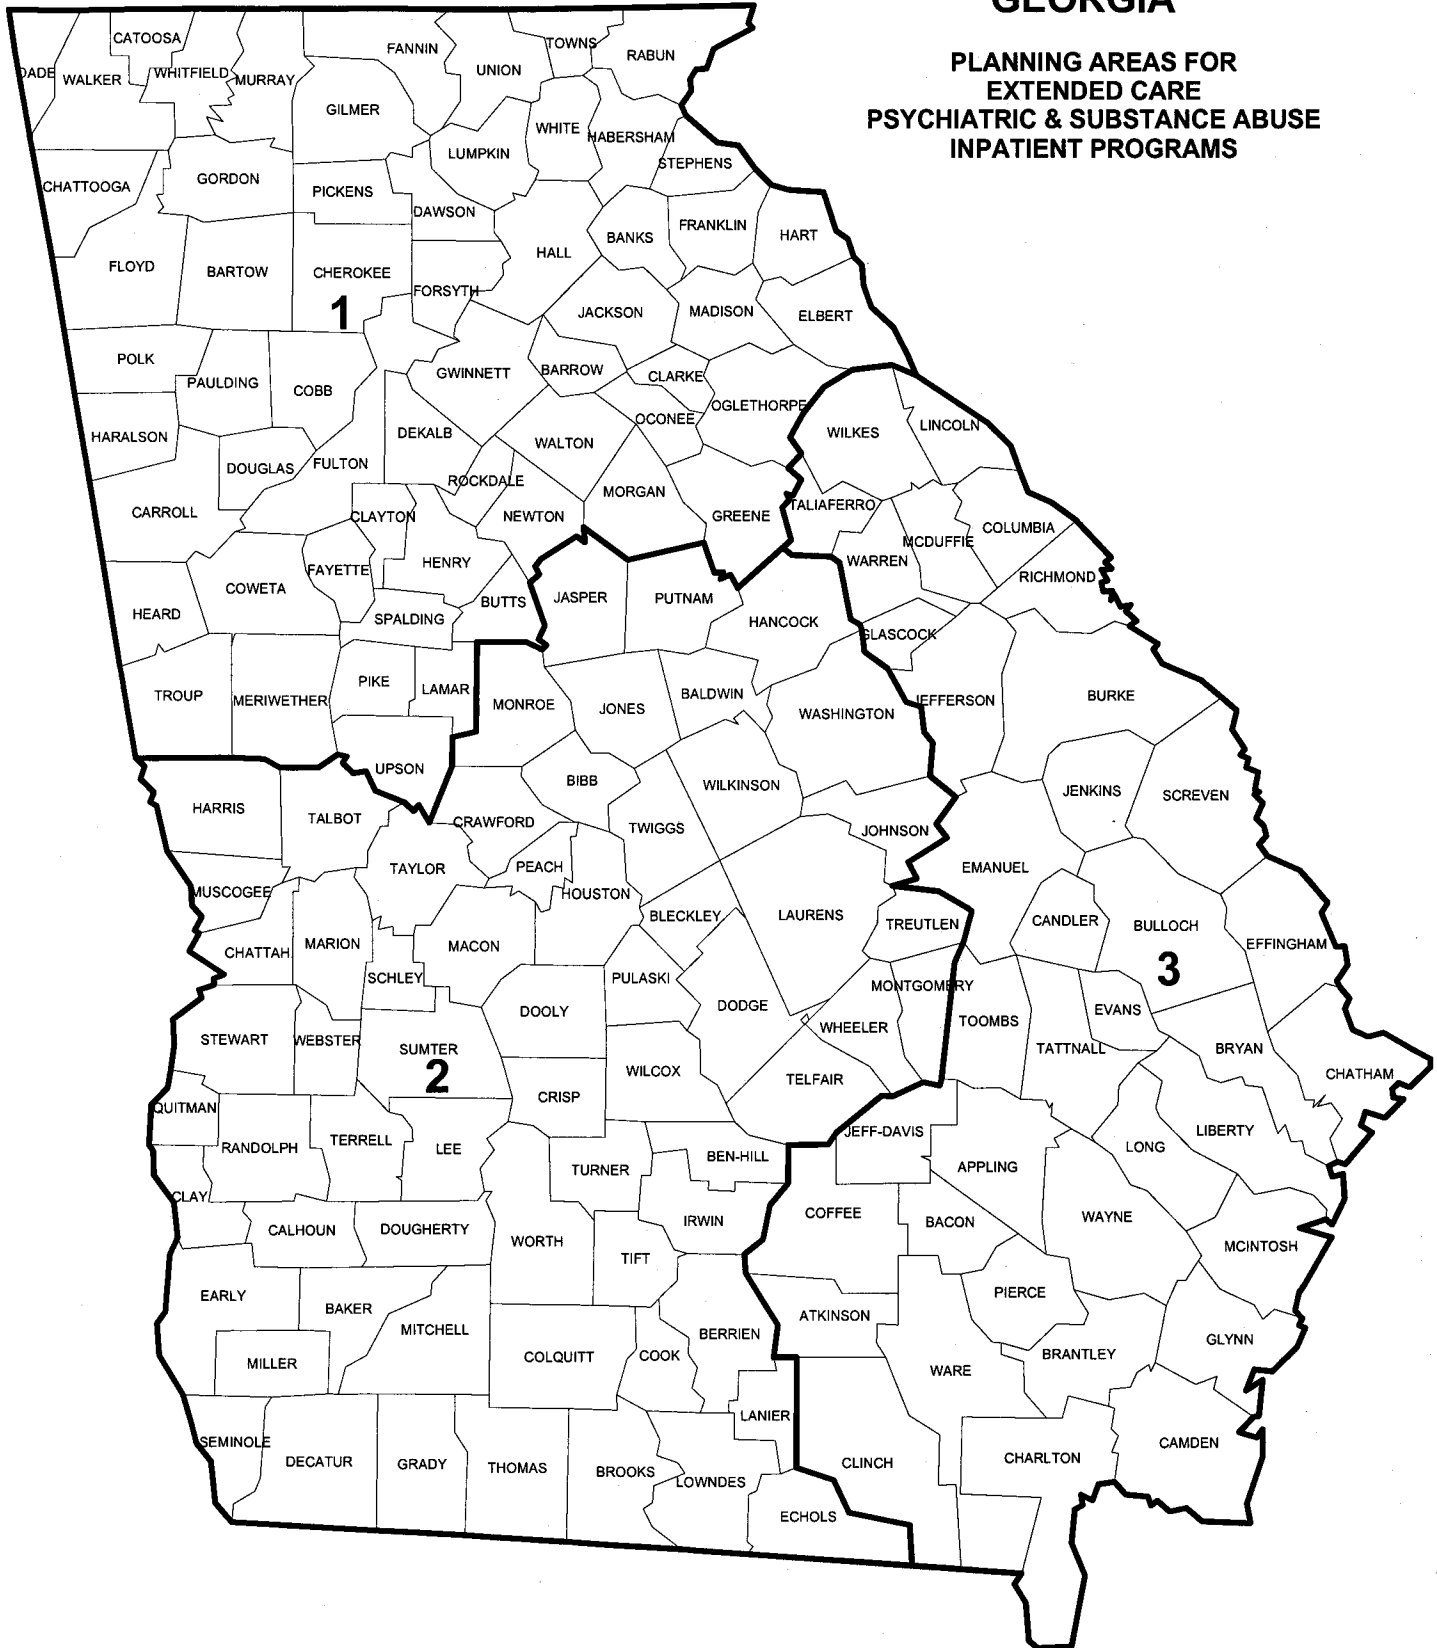 GEORGIA
PLANNING AREAS FOR
EXTENDED CARE
PSYCHIATRIC & SUBSTANCE ABUSE
INPATIENT PROGRAMS
CATOOSA
DADE
WALKER
WHITFIELD
MURRAY
FANNIN
UNION
TOWNS
RABUN
GILMER
LUMPKIN
WHITE
HABERSHAM
STEPHENS
CHATTOOGA
GORDON
PICKENS
DAWSON
HALL
BANKS
FRANKLIN
HART
FLOYD
BARTOW
CHEROKEE
1
FORSYTH
JACKSON
MADISON
ELBERT
POLK
PAULDING
COBB
GWINNETT
BARROW
CLARKE
OGLETHORPE
OCONEE
HARALSON
DOUGLAS
FULTON
DEKALB
WALTON
WILKES
LINCOLN
ROCKDALE
CARROLL
CLAYTON
NEWTON
MORGAN
GREENE
TALIAFERRO
COLUMBIA
MCDUFFIE
WARREN
RICHMOND
HEARD
COWETA
FAYETTE
HENRY
SPALDING
BUTTS
JASPER
PUTNAM
HANCOCK
GLASCOCK
TROUP
MERIWETHER
PIKE
LAMAR
MONROE
JONES
BALDWIN
WASHINGTON
JEFFERSON
BURKE
UPSON
BIBB
WILKINSON
JENKINS
SCREVEN
HARRIS
TALBOT
CRAWFORD
TWIGGS
JOHNSON
TAYLOR
PEACH
HOUSTON
EMANUEL
MUSCOGEE
BLECKLEY
LAURENS
TREUTLEN
CANDLER
BULLOCH
3
CHATTAH
MARION
MACON
EFFINGHAM
SCHLEY
PULASKI
DODGE
MONTGOMERY
DOOLY
WHEELER
TOOMBS
EVANS
STEWART
WEBSTER
SUMTER
2
WILCOX
TELFAIR
TATTNALL
BRYAN
CHATHAM
CRISP
QUITMAN
RANDOLPH
TERRELL
LEE
TURNER
BEN-HILL
JEFF-DAVIS
APPLING
LONG
LIBERTY
CLAY
CALHOUN
DOUGHERTY
WORTH
TIFT
IRWIN
COFFEE
BACON
WAYNE
MCINTOSH
EARLY
BAKER
MITCHELL
BERRIEN
ATKINSON
PIERCE
GLYNN
MILLER
COLQUITT
COOK
WARE
BRANTLEY
LANIER
SEMINOLE
DECATUR
GRADY
THOMAS
BROOKS
LOWNDES
CLINCH
CHARLTON
CAMDEN
ECHOLS